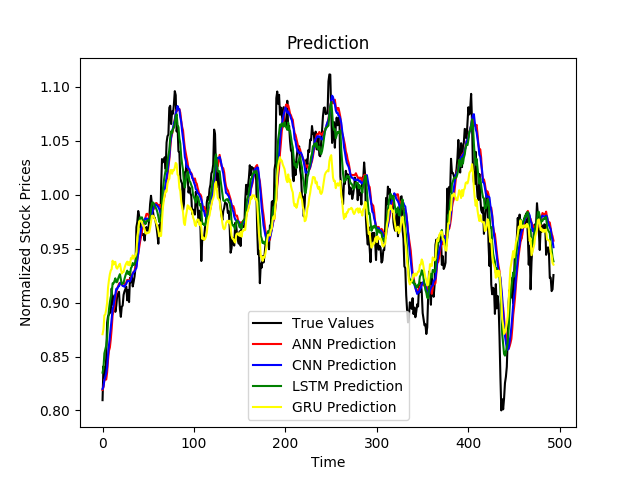 Prediction
Normalized Stock Prices
1.10
1.05
1.00
0.95
0.90
0.85
0.80
True Values
ANN Prediction
CNN Prediction
LSTM Prediction
GRU Prediction
0 100 200 300 400 500
Time